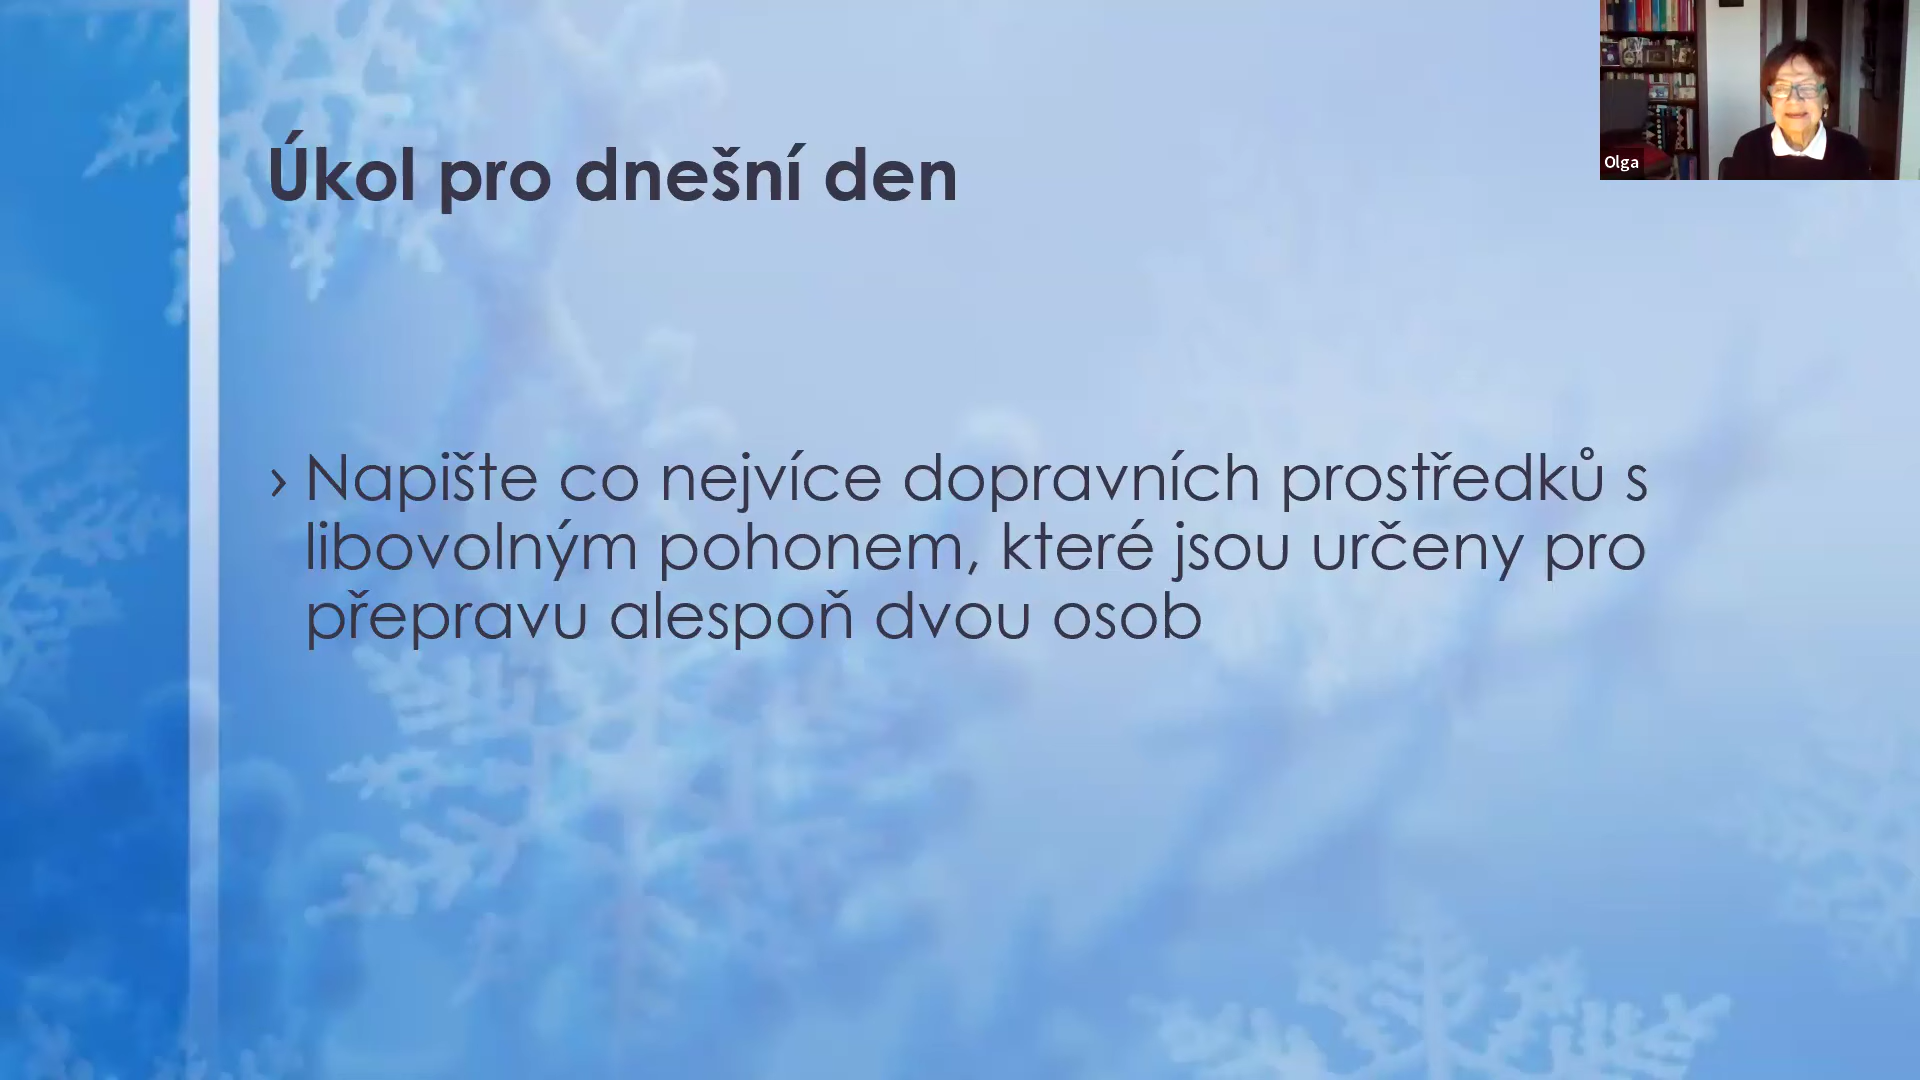 Úkol pro dnešní den
› Napište co nejvíce dopravních prostředků s
libovolným pohonem, které jsou určeny pro
přepravu alespoň dvou osob
Olga